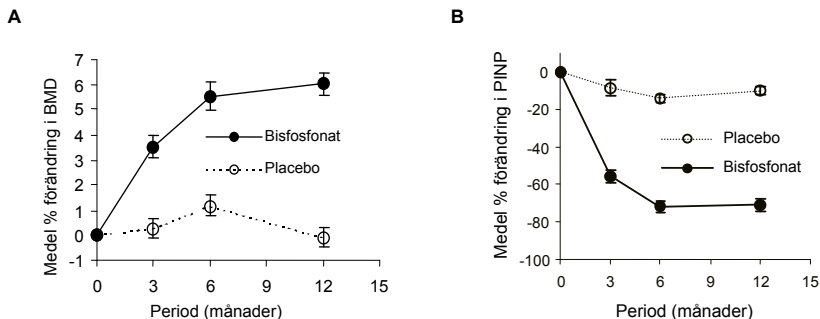 A
Medel % förändring i BMD
7
6
5
4
3
2
1
0
-1
Bisfosfonat
Placebo
0 3 6 9 12 15
Period (månader)
B
Medel % förändring i PINP
0
-20
-40
-60
-80
-100
Placebo
Bisfosfonat
0 3 6 9 12 15
Period (månader)